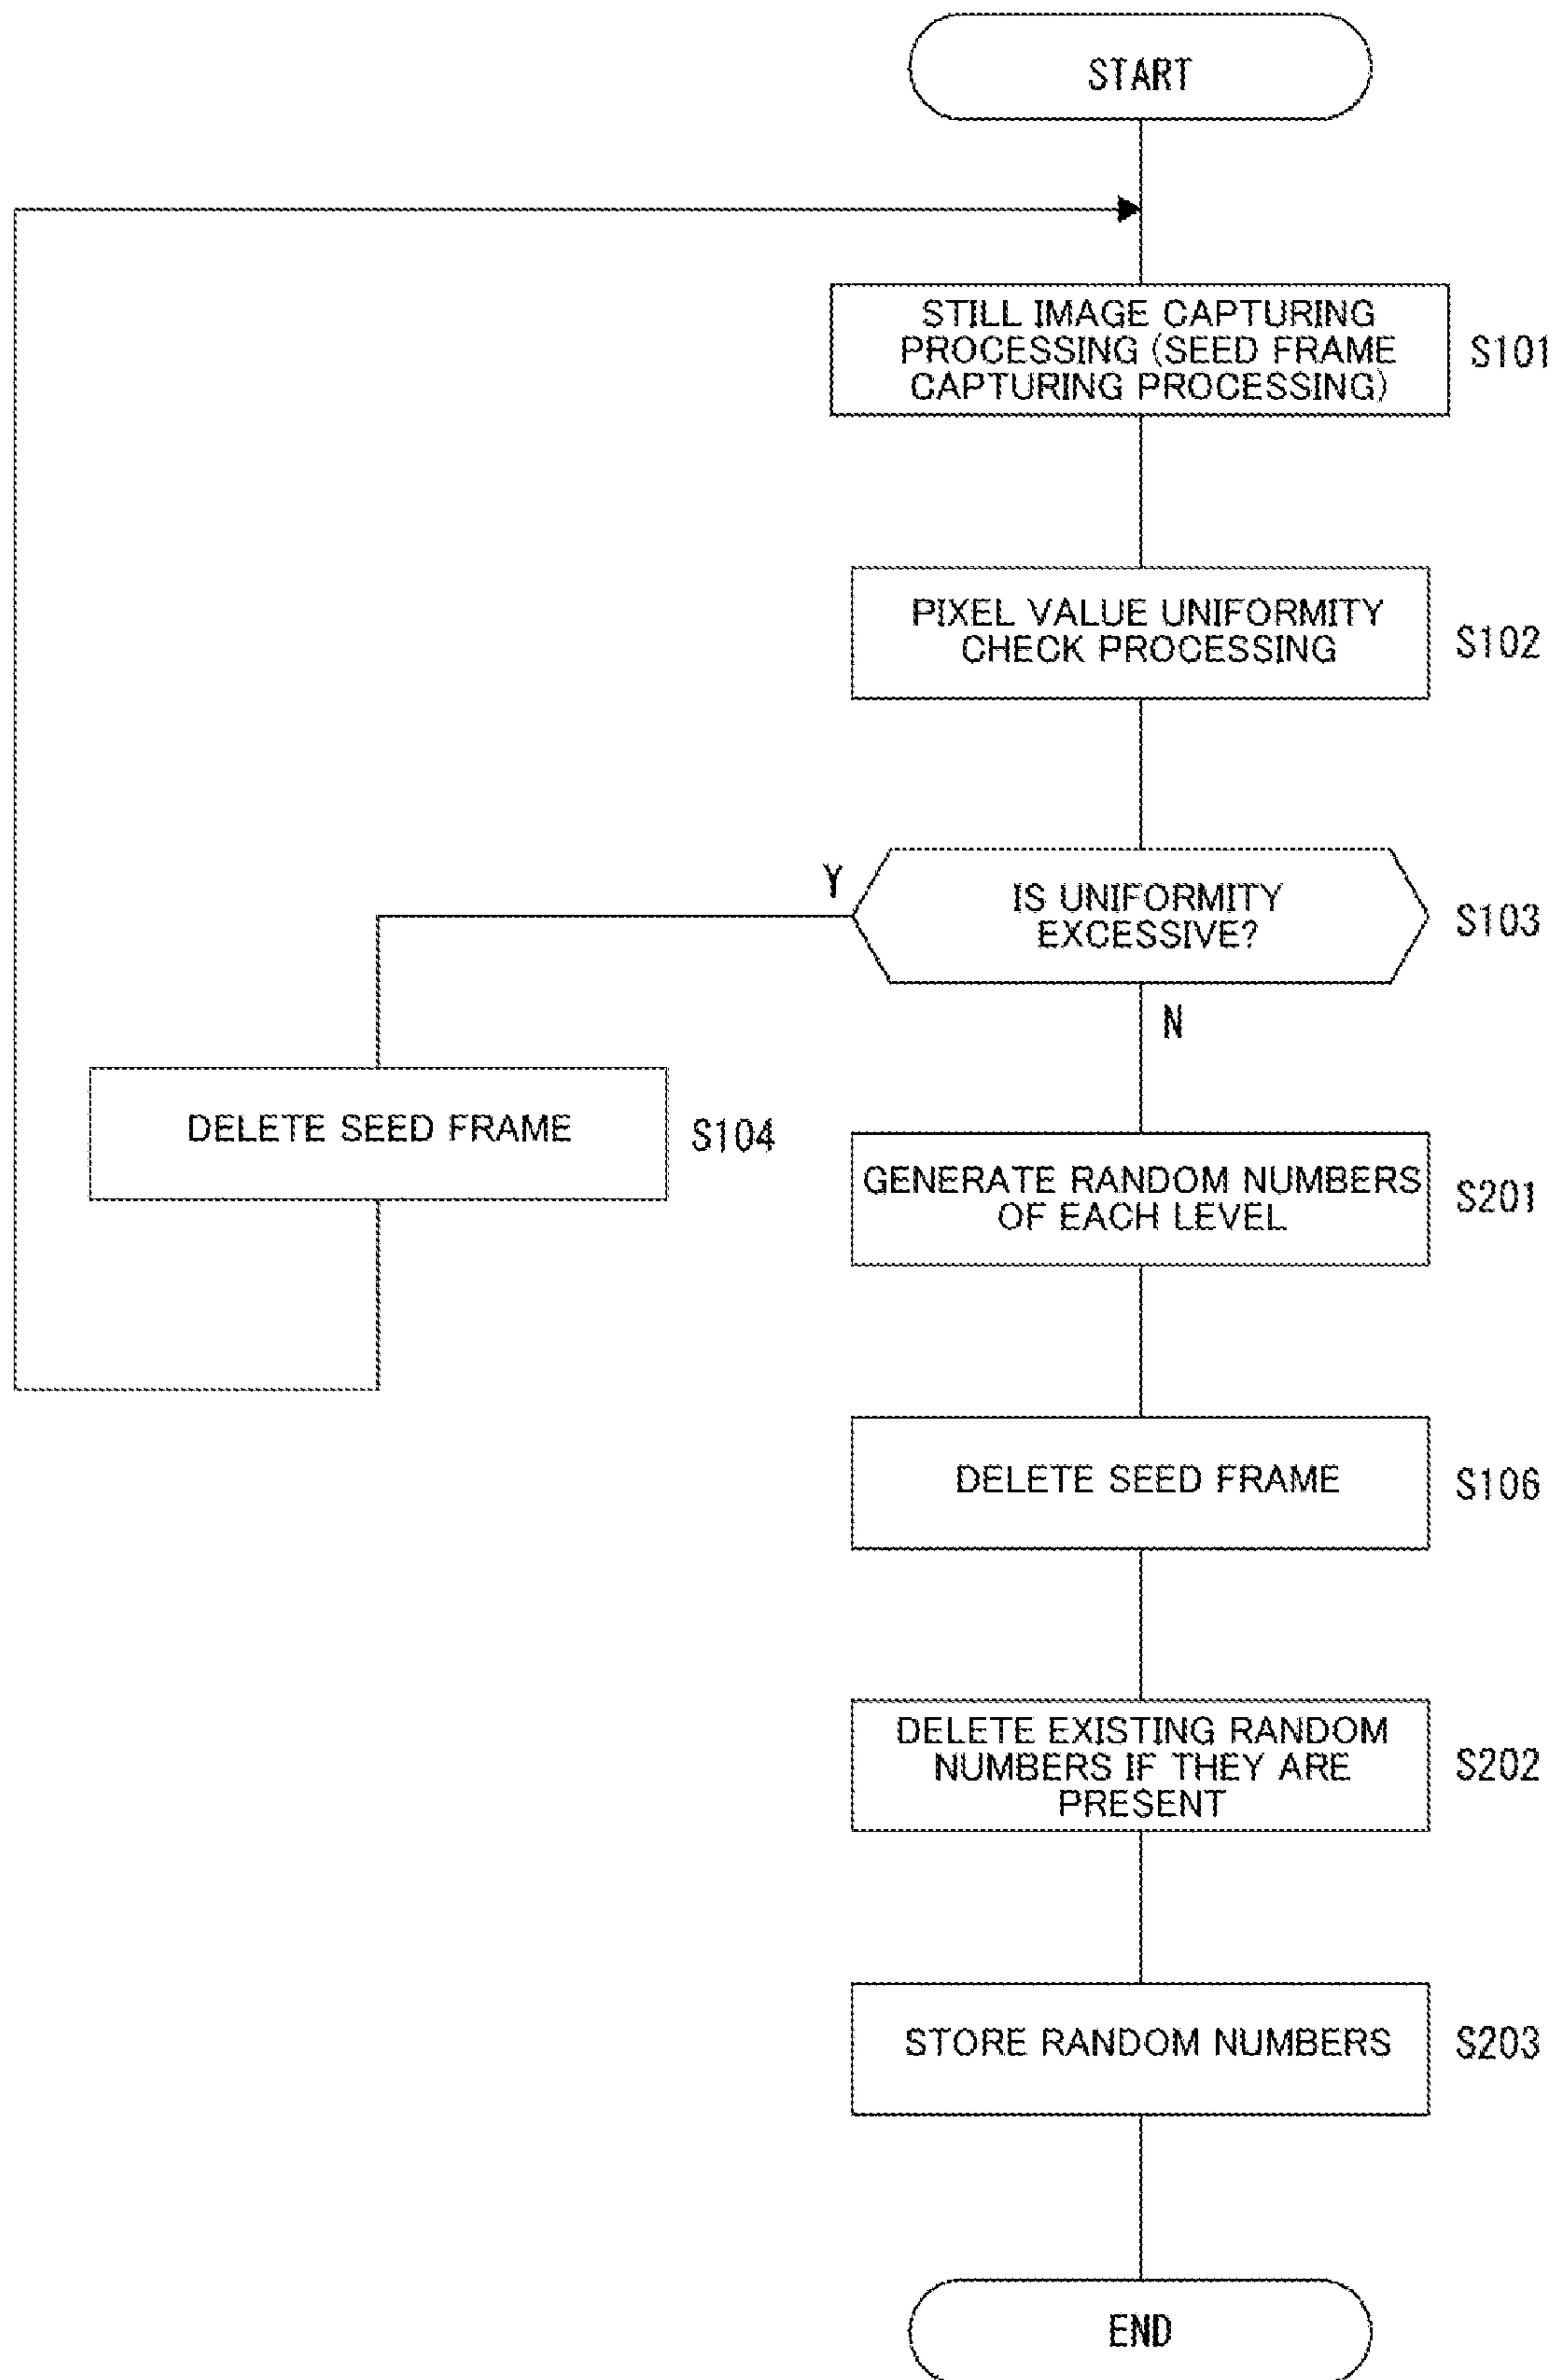 START
STILL IMAGE CAPTURING
PROCESSING (SEED FRAME
CAPTURING PROCESSING)
S101
PIXEL VALUE UNIFORMITY
CHECK PROCESSING
S102
Y
IS UNIFORMITY
EXCESSIVE?
S103
N
DELETE SEED FRAME
S104
GENERATE RANDOM NUMBERS
OF EACH LEVEL
S201
DELETE SEED FRAME
S106
DELETE EXISTING RANDOM
NUMBERS IF THEY ARE
PRESENT
S202
STORE RANDOM NUMBERS
S203
END